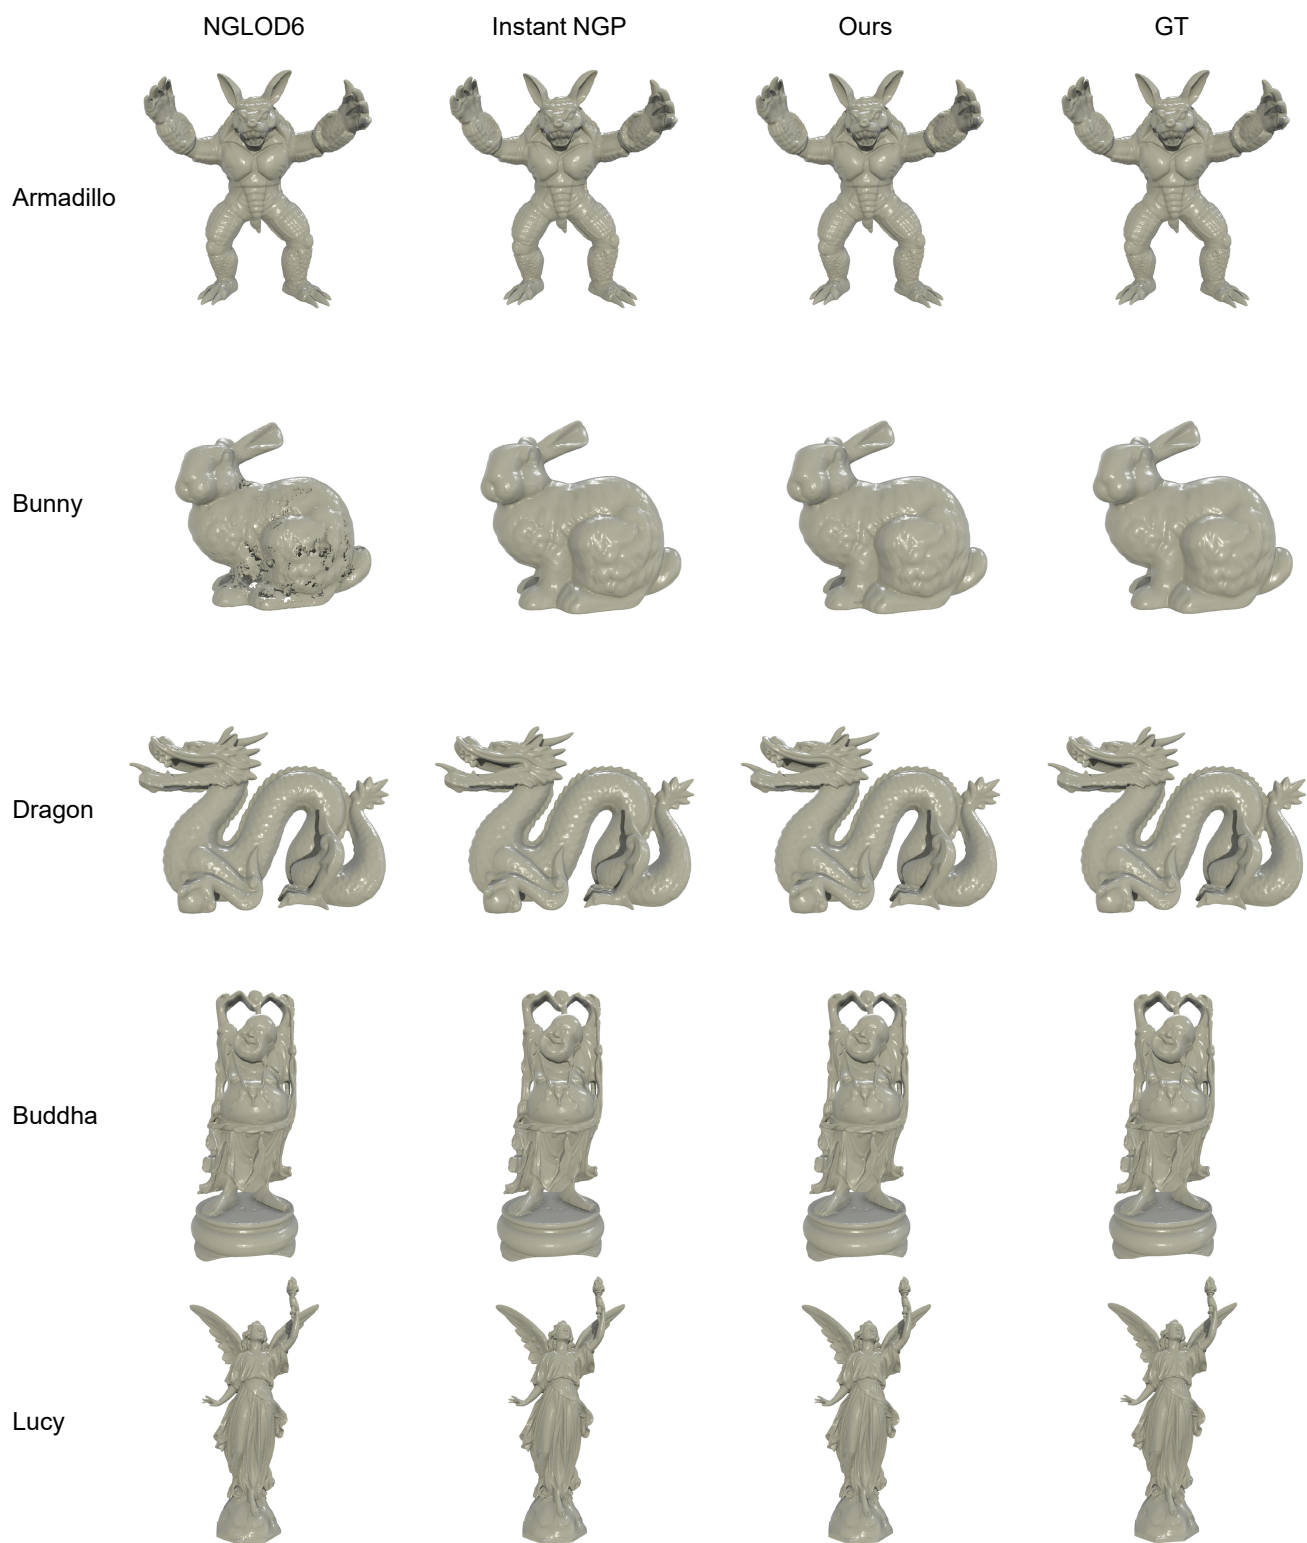 NGLOD6 Instant NGP Ours GT
Armadillo
Bunny
Dragon
Buddha
Lucy